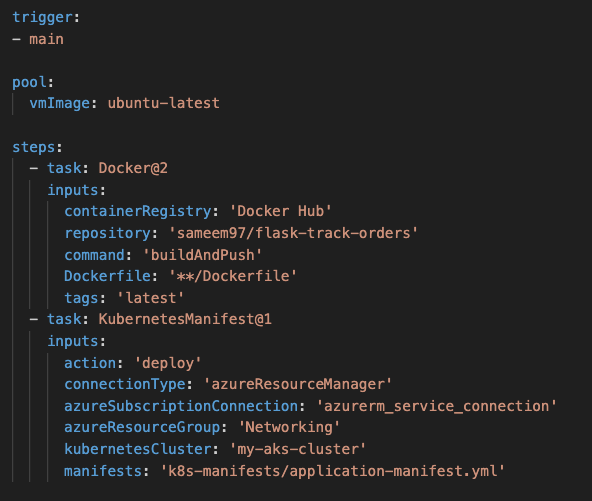 trigger:
- main

pool:
  vmImage: ubuntu-latest

steps:
  - task: Docker@2
    inputs:
      containerRegistry: 'Docker Hub'
      repository: 'sameem97/flask-track-orders'
      command: 'buildAndPush'
      Dockerfile: '**/Dockerfile'
      tags: 'latest'
  - task: KubernetesManifest@1
    inputs:
      action: 'deploy'
      connectionType: 'azureResourceManager'
      azureSubscriptionConnection: 'azurerm_service_connection'
      azureResourceGroup: 'Networking'
      kubernetesCluster: 'my-aks-cluster'
      manifests: 'k8s-manifests/application-manifest.yml'